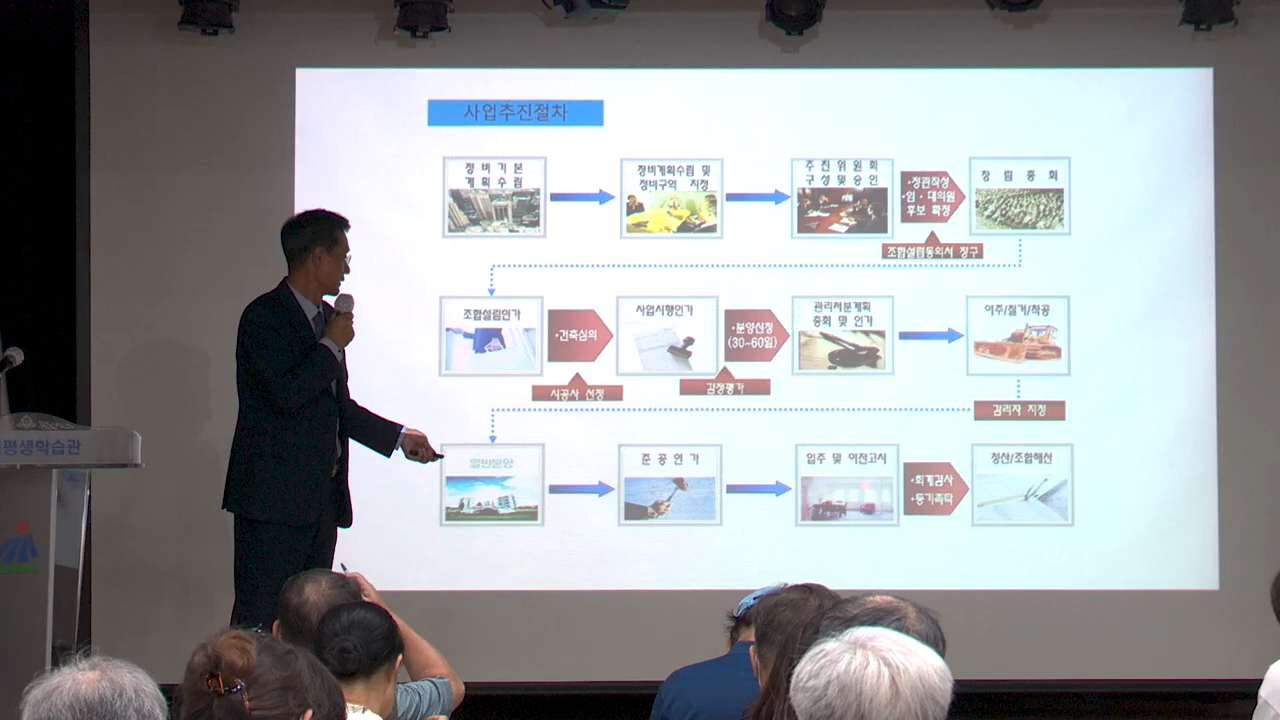 사업추진절차
정 비 기 본
계 획 수 립
정비계획수립 및
정비구역 지정
추 진 위 원 회
구 성 및 승 인
•정관작성
•임 • 대의원
후보 확정
창 립 총 회
조합설립동의서 징구
조합설립인가
•건축심의
사업시행인가
•분양신청
(30~60일)
관리처분계획
총회 및 인가
이주/철거/착공
시공사 선정
감정평가
감리자 지정
일반분양
준 공 인 가
입주 및 이전고시
•회계감사
•등기촉탁
청산/조합해산
평생학습관